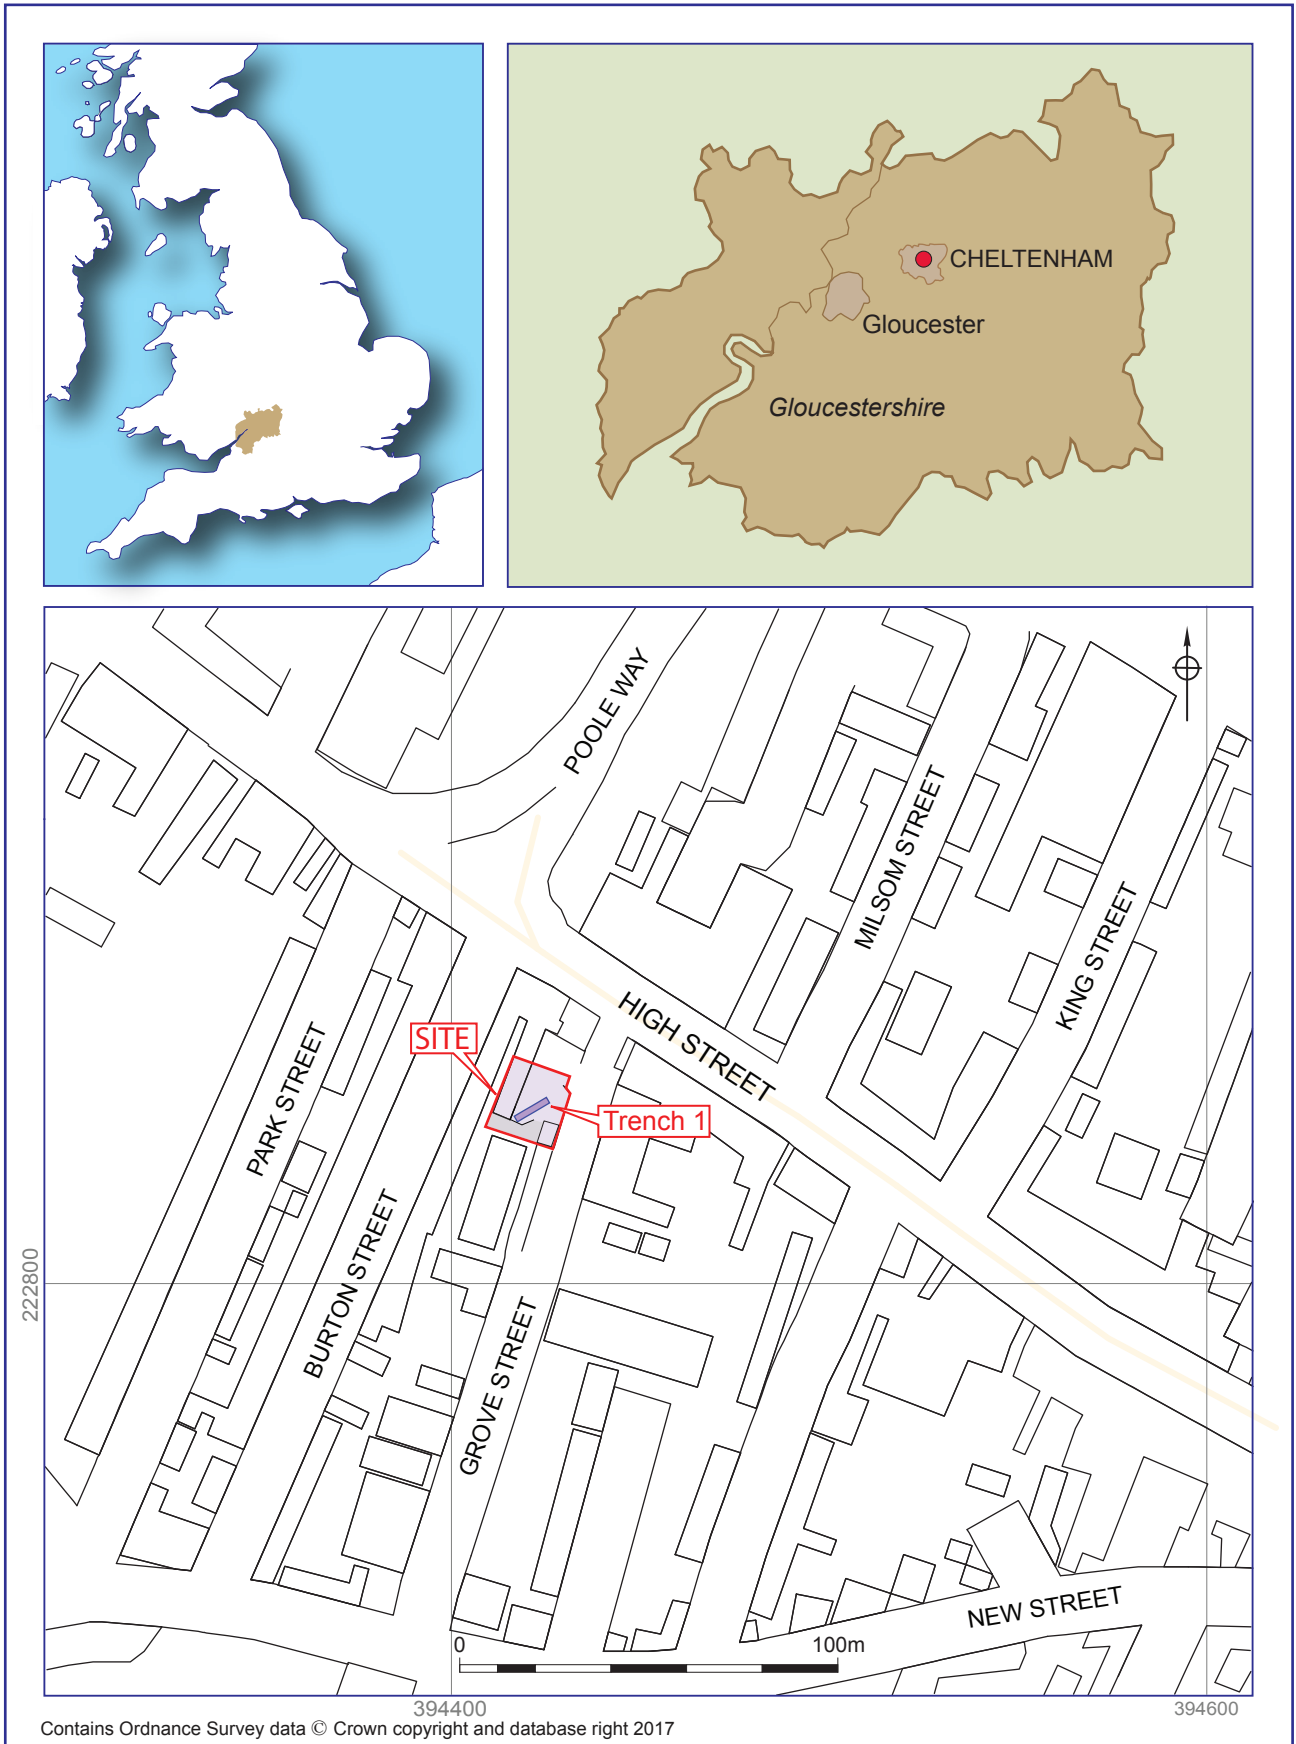 CHELTENHAM
Gloucester
Gloucestershire
POOLE WAY
MILSOM STREET
KING STREET
HIGH STREET
SITE
Trench 1
PARK STREET
BURTON STREET
GROVE STREET
222800
NEW STREET
0
100m
394400
394600
Contains Ordnance Survey data © Crown copyright and database right 2017